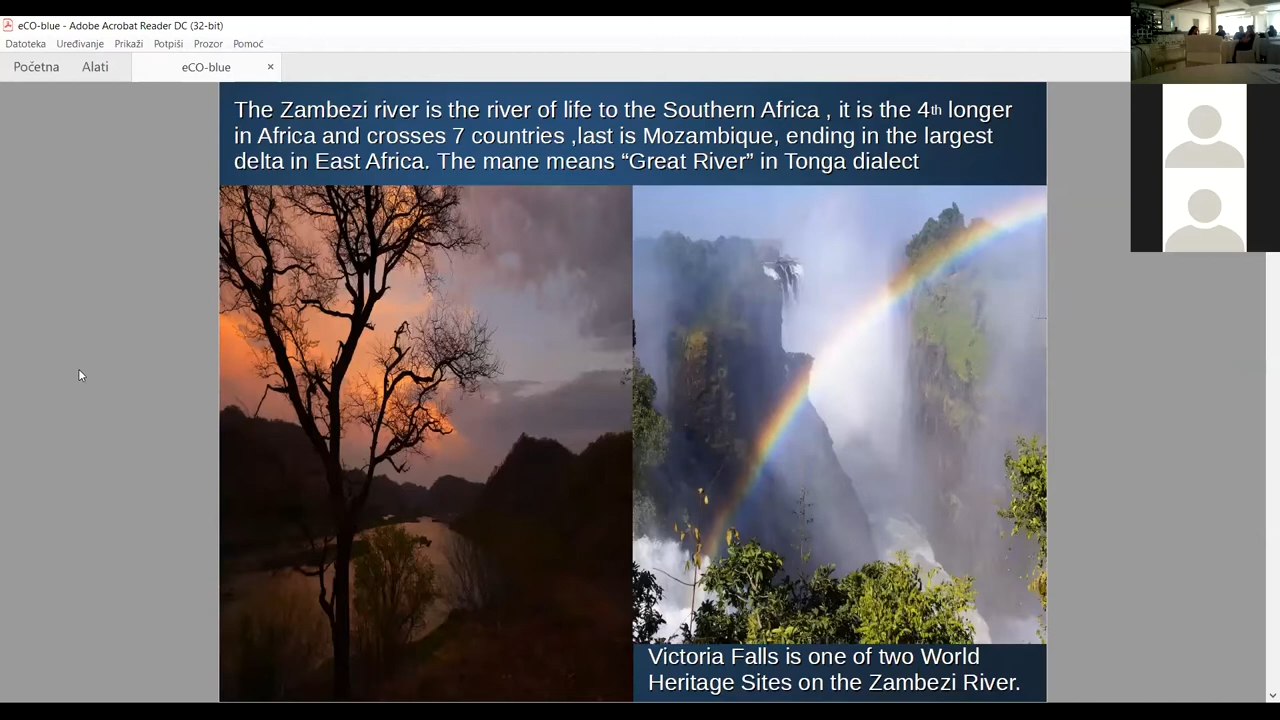 eCO-blue - Adobe Acrobat Reader DC (32-bit)
Datoteka Uređivanje Prikaži Potpiši Prozor Pomoć
Početna Alati eCO-blue ×
The Zambezi river is the river of life to the Southern Africa , it is the 4th longer
in Africa and crosses 7 countries ,last is Mozambique, ending in the largest
delta in East Africa. The mane means “Great River” in Tonga dialect
Victoria Falls is one of two World
Heritage Sites on the Zambezi River.